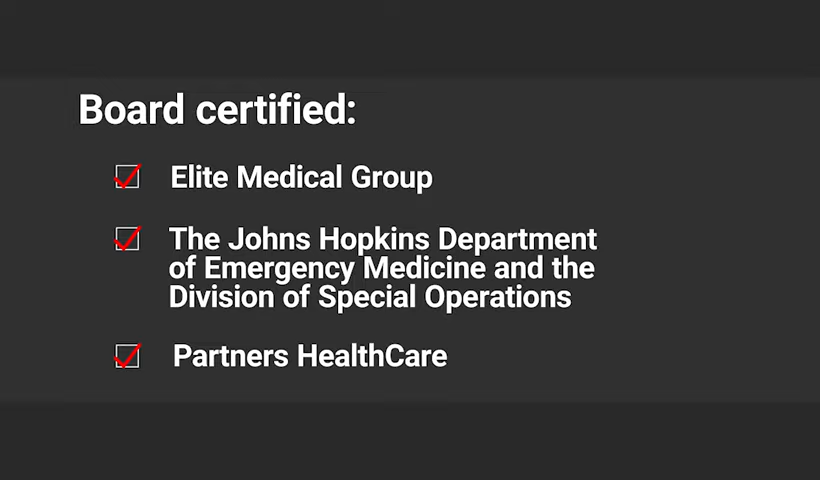 Board certified:
Elite Medical Group
The Johns Hopkins Department
of Emergency Medicine and the
Division of Special Operations
Partners HealthCare